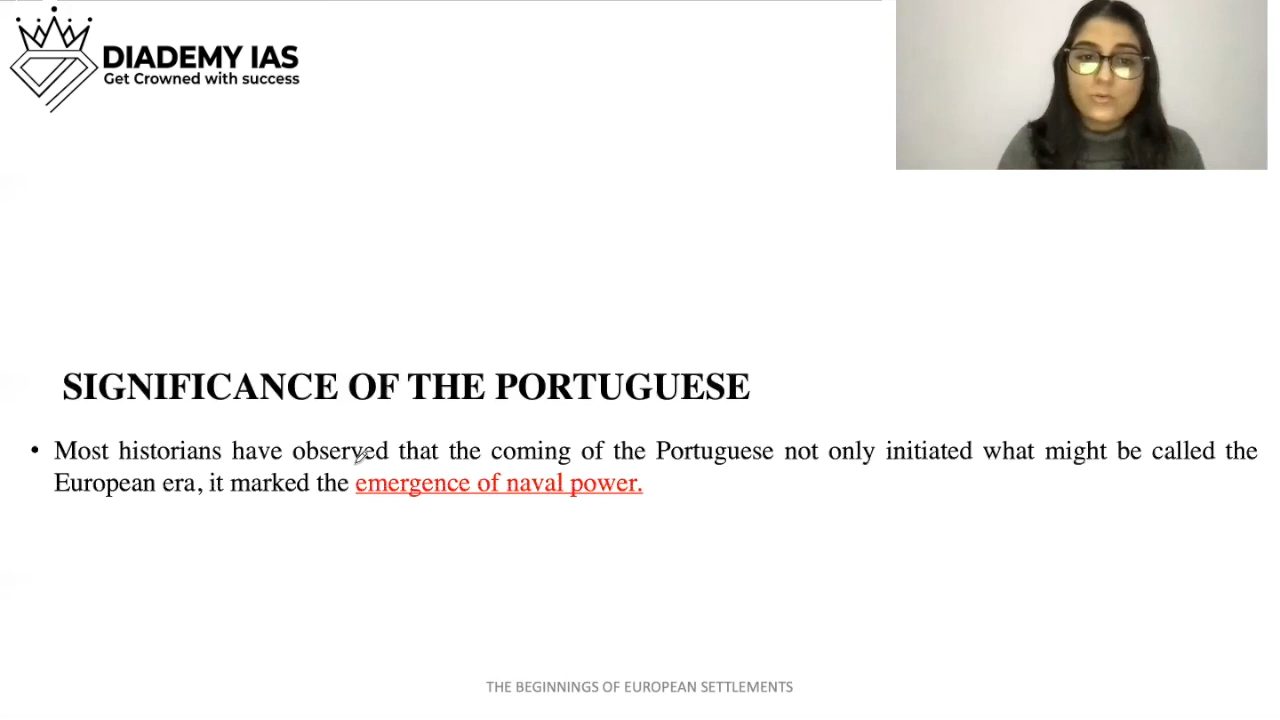 DIADEMY IAS
Get Crowned with success
SIGNIFICANCE OF THE PORTUGUESE
• Most historians have observed that the coming of the Portuguese not only initiated what might be called the
European era, it marked the emergence of naval power.
THE BEGINNINGS OF EUROPEAN SETTLEMENTS